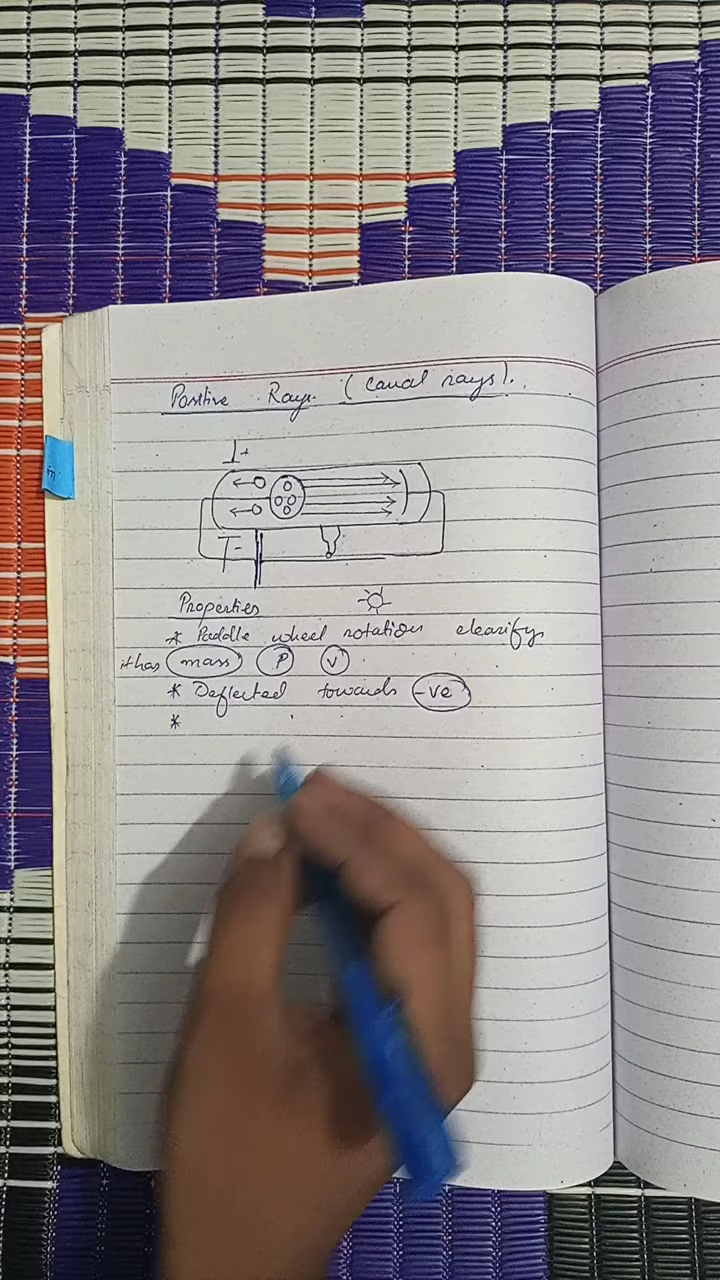 Positive Rays. (Canal rays).
+
-
Properties
* Paddle wheel rotation clearify
it has mass P V
* Deflected towards -ve
*